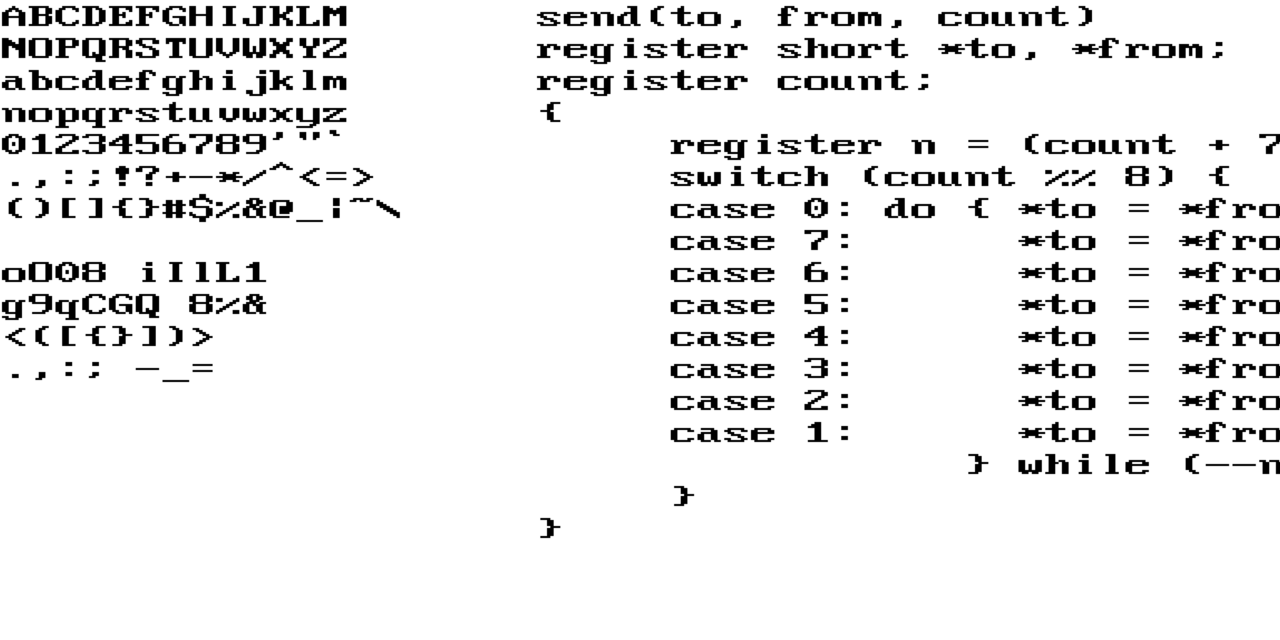 ABCDEFGHIJKLM
NOPQRSTUVWXYZ
abcdefghijklm
nopqrstuvwxyz
0123456789'"`
.,:;!?+-*/^<=>
()[]{}#$%&@_|~\
oO08 iIlL1
g9qCGQ 8%&
<([{}])>
.,:; -_=
send(to, from, count)
register short *to, *from;
register count;
{
register n = (count + 7
switch (count %% 8) {
case 0: do { *to = *fro
case 7: *to = *fro
case 6: *to = *fro
case 5: *to = *fro
case 4: *to = *fro
case 3: *to = *fro
case 2: *to = *fro
case 1: *to = *fro
} while (--n
}
}